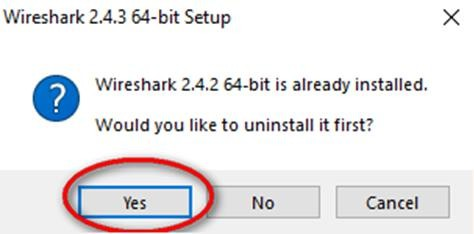 Wireshark 2.4.3 64-bit Setup
Wireshark 2.4.2 64-bit is already installed.
Would you like to uninstall it first?
Yes No Cancel